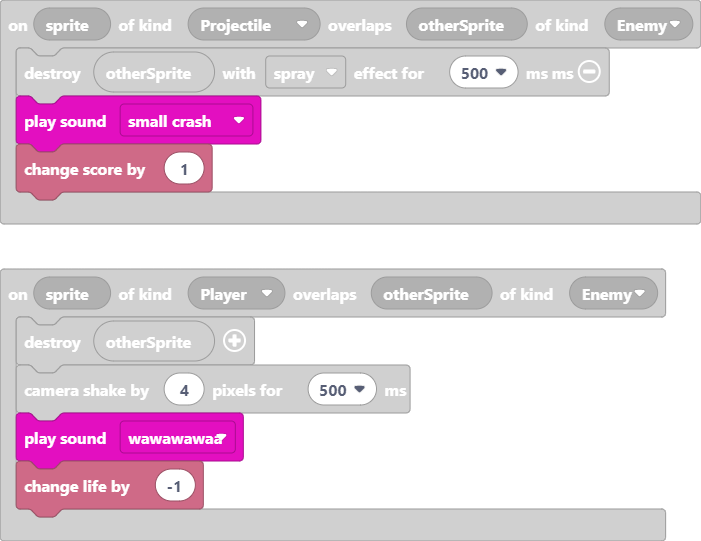 on sprite of kind Projectile overlaps otherSprite of kind Enemy
destroy otherSprite with spray effect for 500 ms ms
play sound small crash
change score by 1
on sprite of kind Player overlaps otherSprite of kind Enemy
destroy otherSprite
camera shake by 4 pixels for 500 ms
play sound wawawawaa
change life by -1